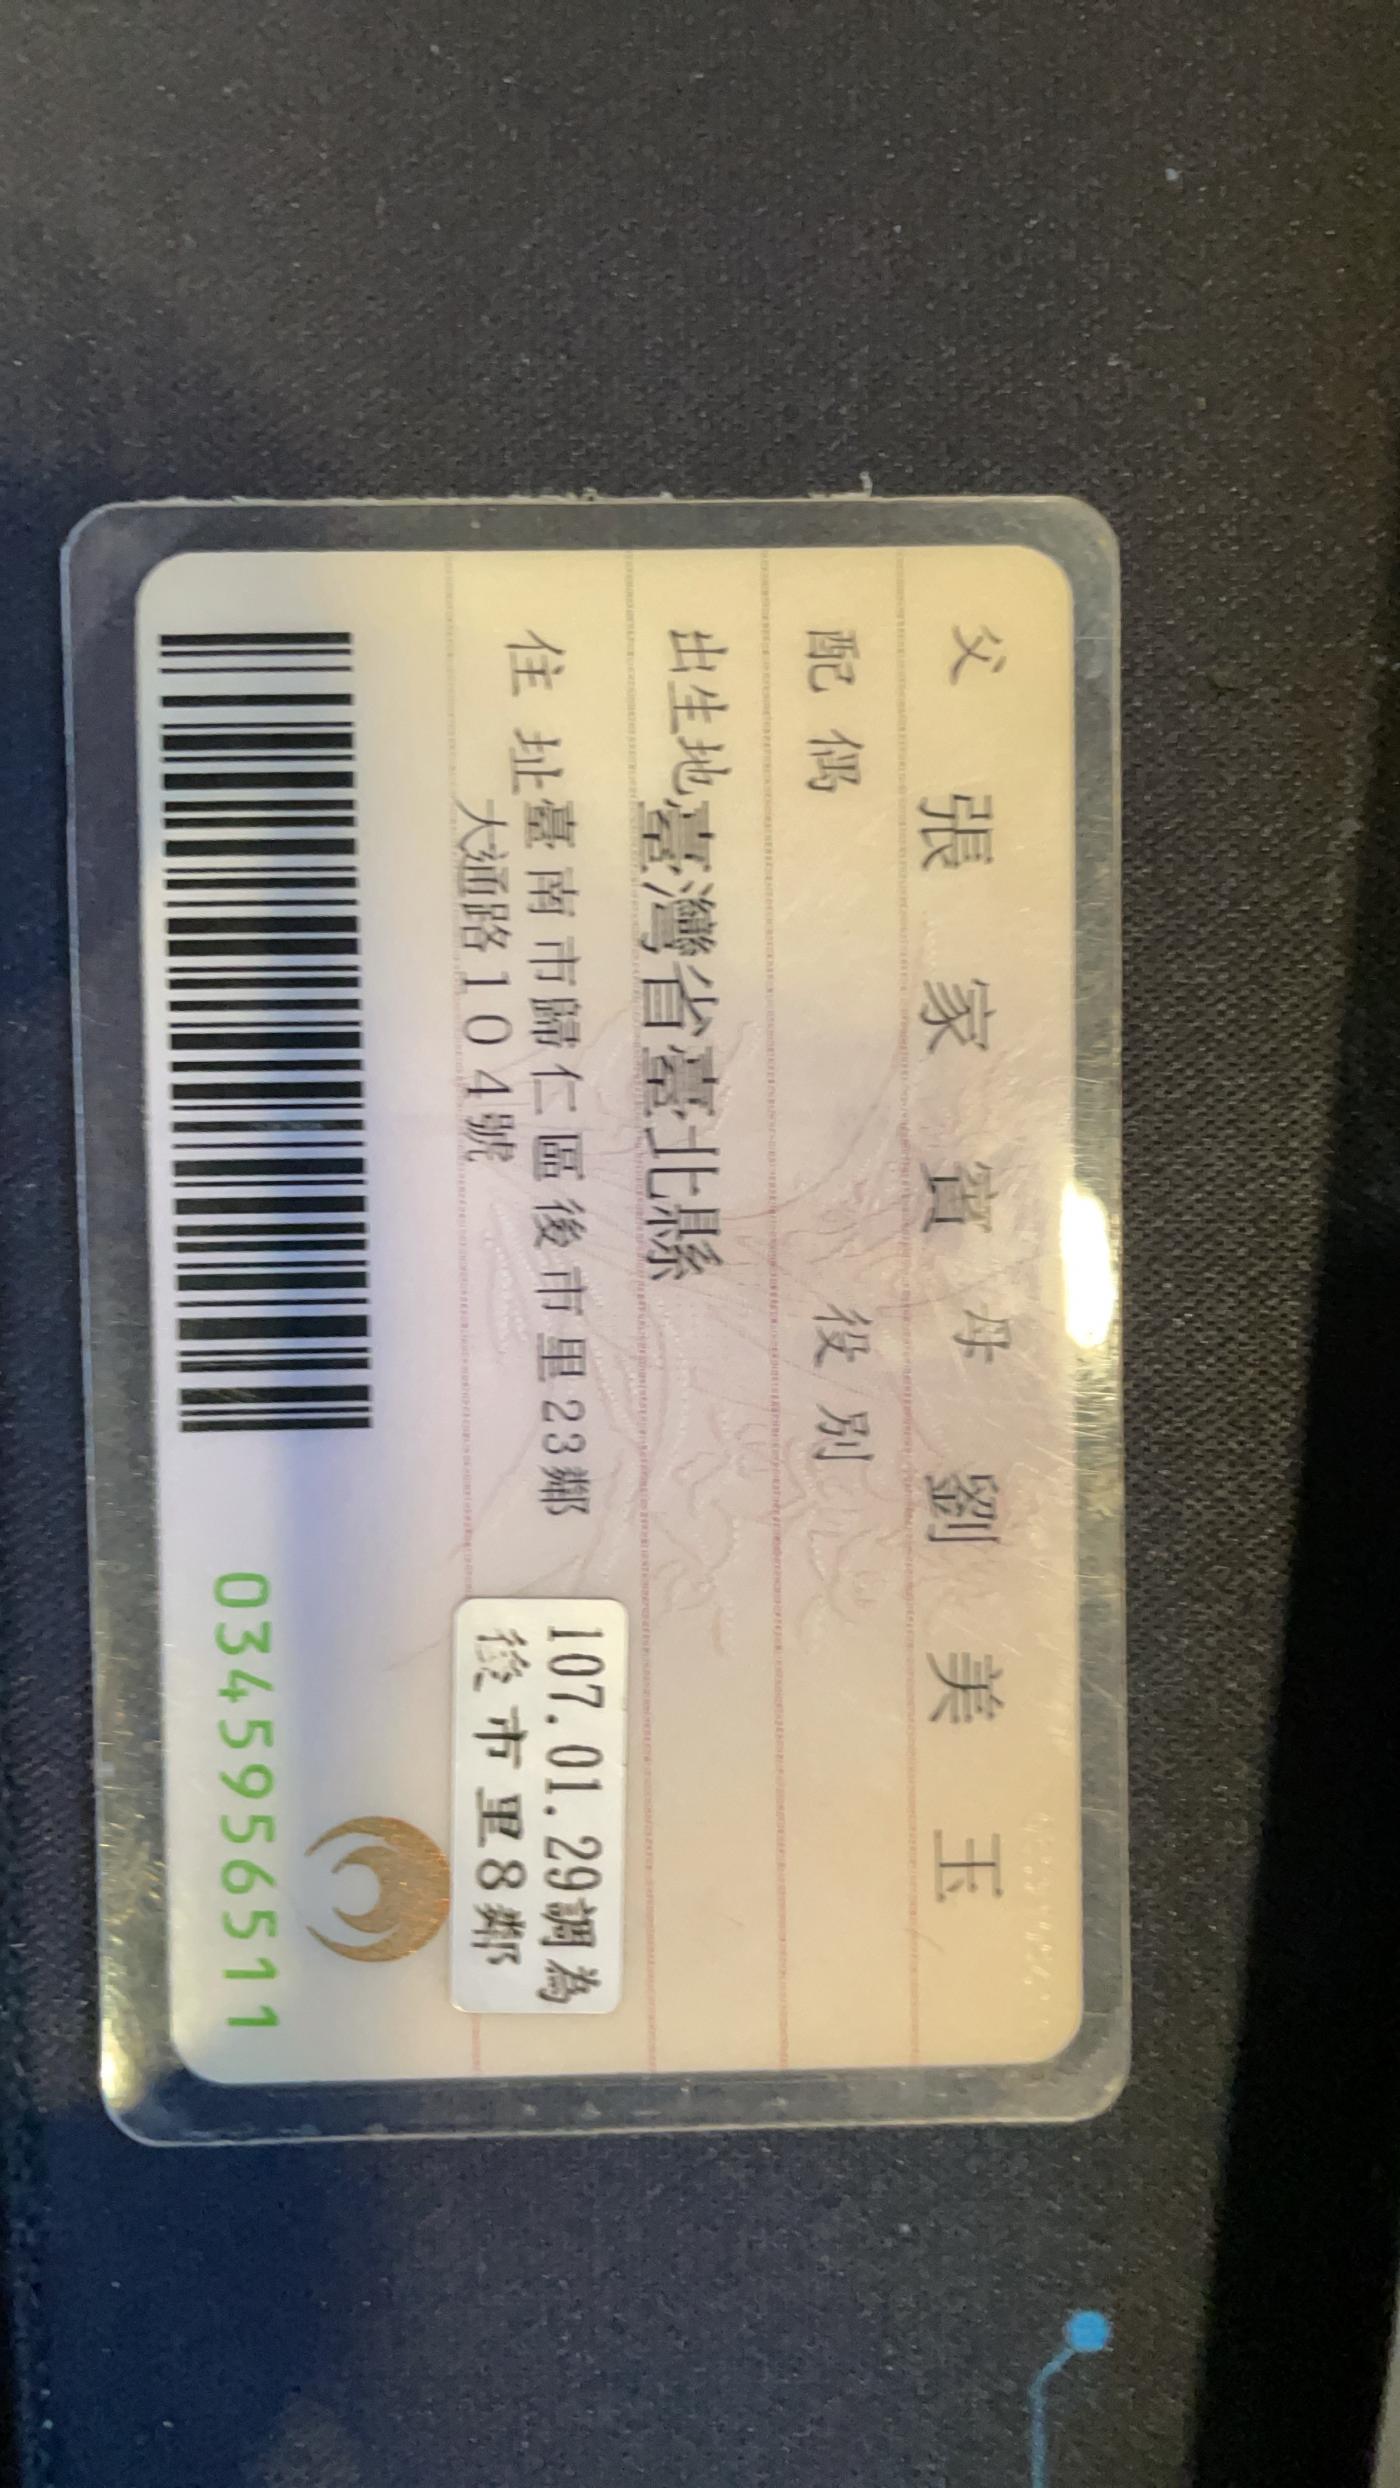 父 張家賓 母 劉美玉
配偶 役別
出生地 臺灣省臺北縣
住址 臺南市歸仁區後市里23鄰
大通路104號
107.01.29調為
後市里8鄰
0345956511